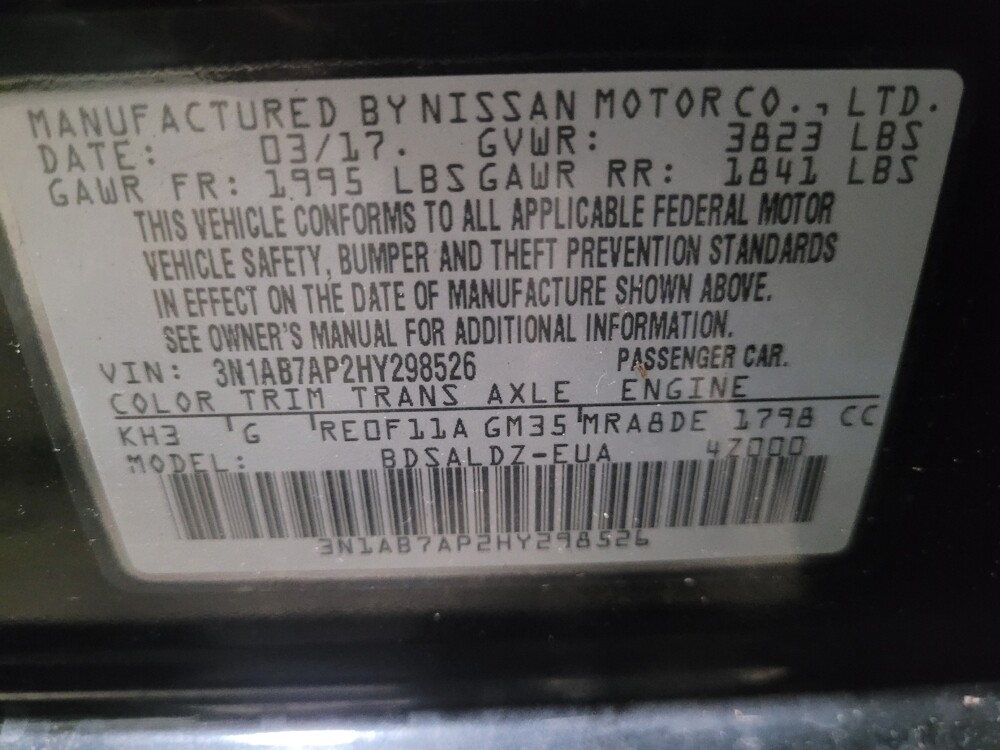 MANUFACTURED BY NISSAN MOTOR CO., LTD.
DATE: 03/17. GVWR: 3823 LBS
GAWR FR: 1995 LBS GAWR RR: 1841 LBS
THIS VEHICLE CONFORMS TO ALL APPLICABLE FEDERAL MOTOR
VEHICLE SAFETY, BUMPER AND THEFT PREVENTION STANDARDS
IN EFFECT ON THE DATE OF MANUFACTURE SHOWN ABOVE.
SEE OWNER'S MANUAL FOR ADDITIONAL INFORMATION.
VIN: 3N1AB7AP2HY298526 PASSENGER CAR.
COLOR TRIM TRANS AXLE ENGINE
KH3 G RE0F11A GM35 MRA8DE 1798 CC
MODEL: BDSALDZ-EUA 4Z000
3N1AB7AP2HY298526